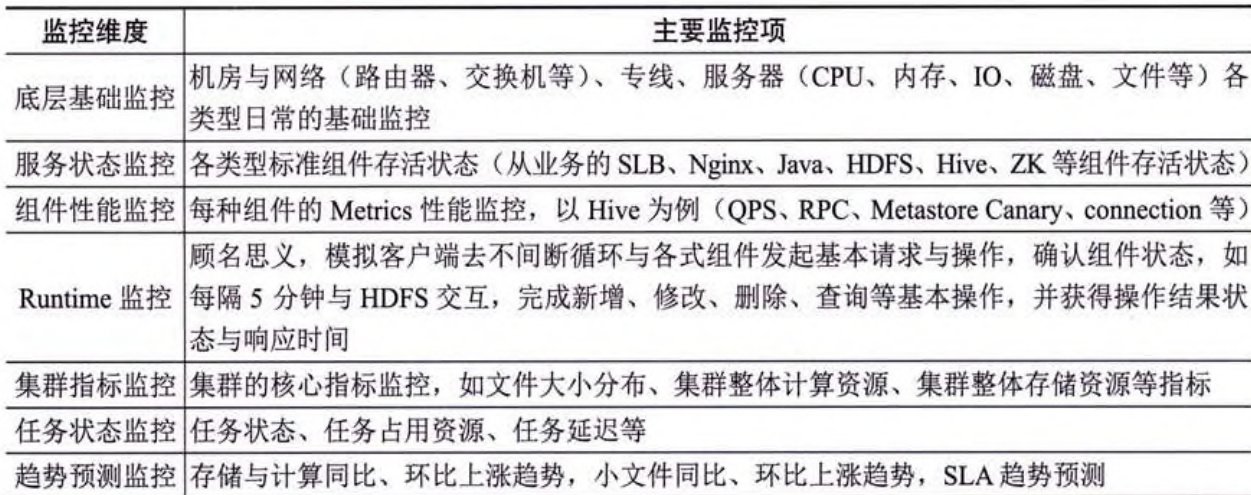 监控维度 主要监控项
底层基础监控 机房与网络（路由器、交换机等）、专线、服务器（CPU、内存、IO、磁盘、文件等）各
类型日常的基础监控
服务状态监控 各类型标准组件存活状态（从业务的 SLB、Nginx、Java、HDFS、Hive、ZK 等组件存活状态）
组件性能监控 每种组件的 Metrics 性能监控，以 Hive 为例（QPS、RPC、Metastore Canary、connection 等）
顾名思义，模拟客户端去不间断循环与各式组件发起基本请求与操作，确认组件状态，如
Runtime 监控 每隔 5 分钟与 HDFS 交互，完成新增、修改、删除、查询等基本操作，并获得操作结果状
态与响应时间
集群指标监控 集群的核心指标监控，如文件大小分布、集群整体计算资源、集群整体存储资源等指标
任务状态监控 任务状态、任务占用资源、任务延迟等
趋势预测监控 存储与计算同比、环比上涨趋势，小文件同比、环比上涨趋势，SLA 趋势预测